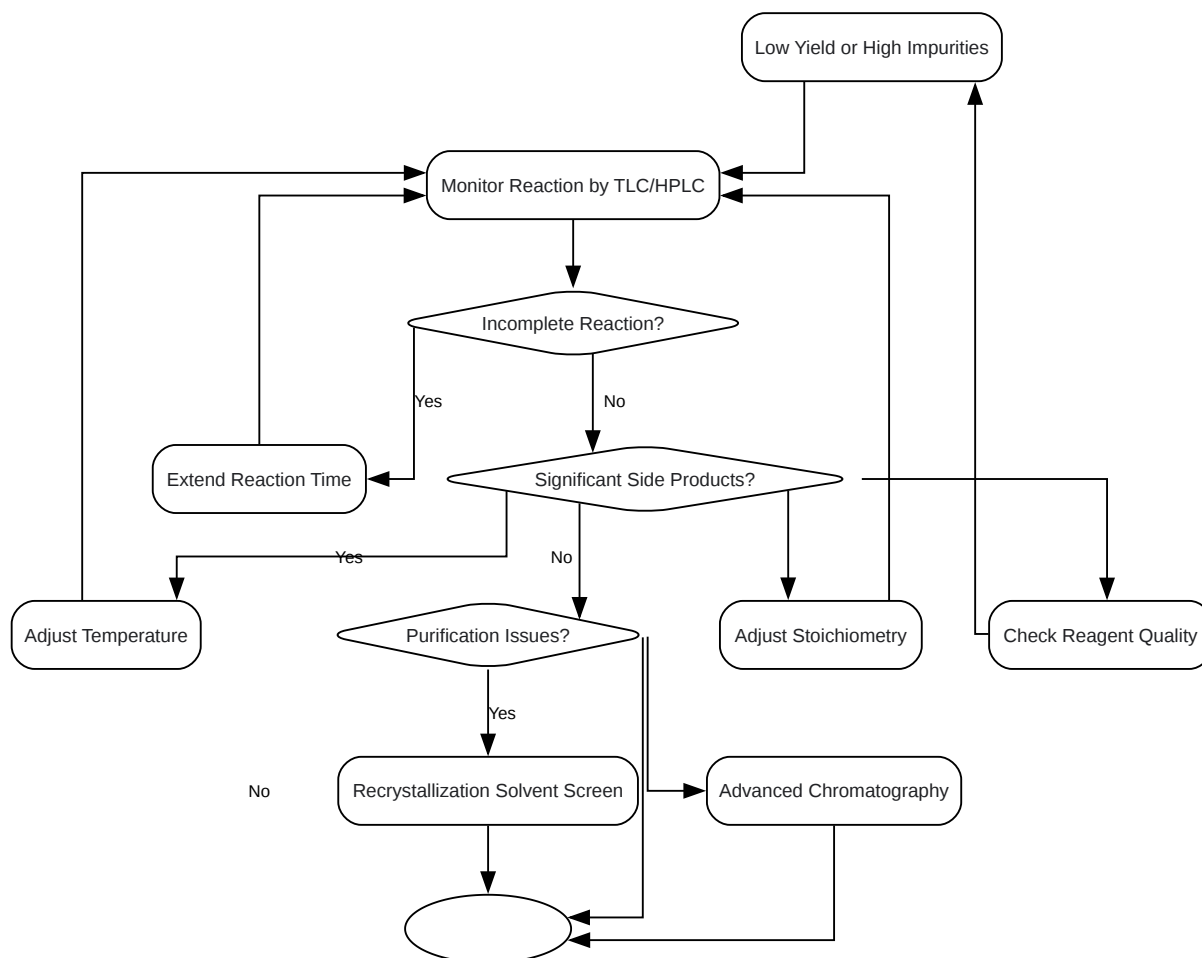 Low Yield or High Impurities
Monitor Reaction by TLC/HPLC
Incomplete Reaction?
Yes
No
Extend Reaction Time
Significant Side Products?
Yes
No
Adjust Temperature
Purification Issues?
Adjust Stoichiometry
Check Reagent Quality
Yes
No
Recrystallization Solvent Screen
Advanced Chromatography